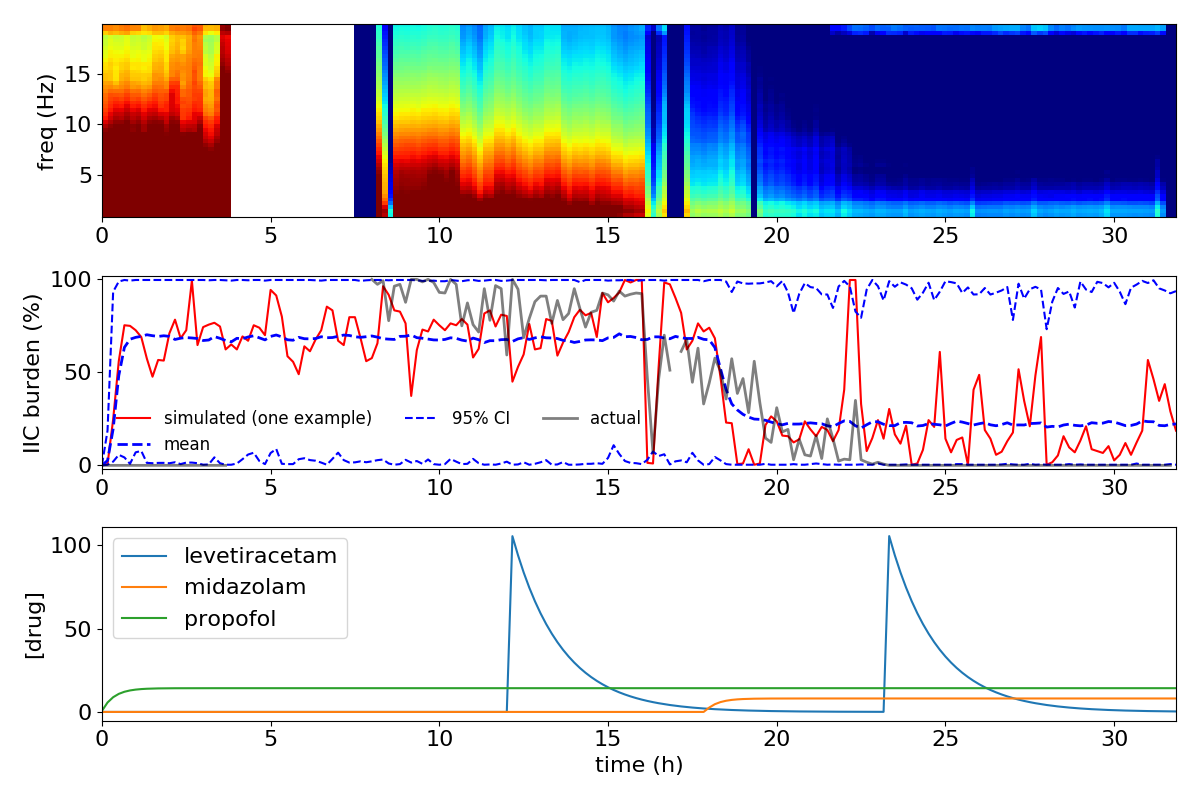 freq (Hz)
15
10
5
0 5 10 15 20 25 30
IIC burden (%)
100
50
0
simulated (one example) 95% CI actual
mean
0 5 10 15 20 25 30
[drug]
100
50
0
levetiracetam
midazolam
propofol
0 5 10 15 20 25 30
time (h)